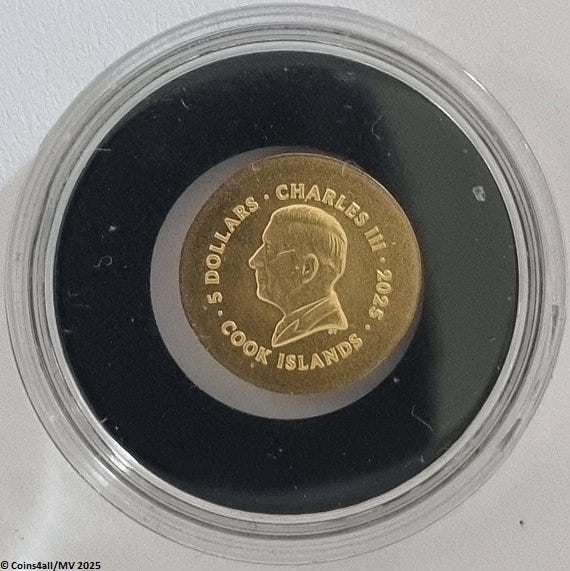 5 DOLLARS · CHARLES III · 2025 ·
COOK ISLANDS ·
© Coins4all/MV 2025